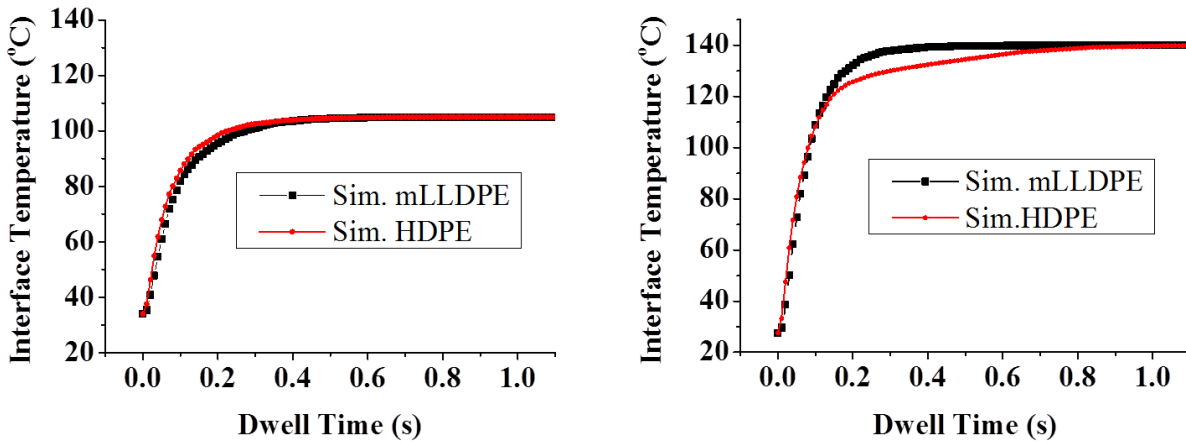 Interface Temperature (°C)
140
120
100
80
60
40
20
Sim. mLLDPE
Sim. HDPE
0.0 0.2 0.4 0.6 0.8 1.0
Dwell Time (s)
Interface Temperature (°C)
140
120
100
80
60
40
20
Sim. mLLDPE
Sim.HDPE
0.0 0.2 0.4 0.6 0.8 1.0
Dwell Time (s)